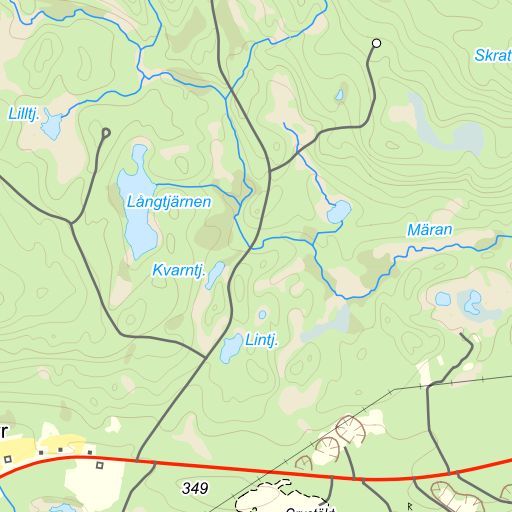 Skrat
Lilltj.
Långtjärnen
Märan
Kvarntj.
Lintj.
r
349
R